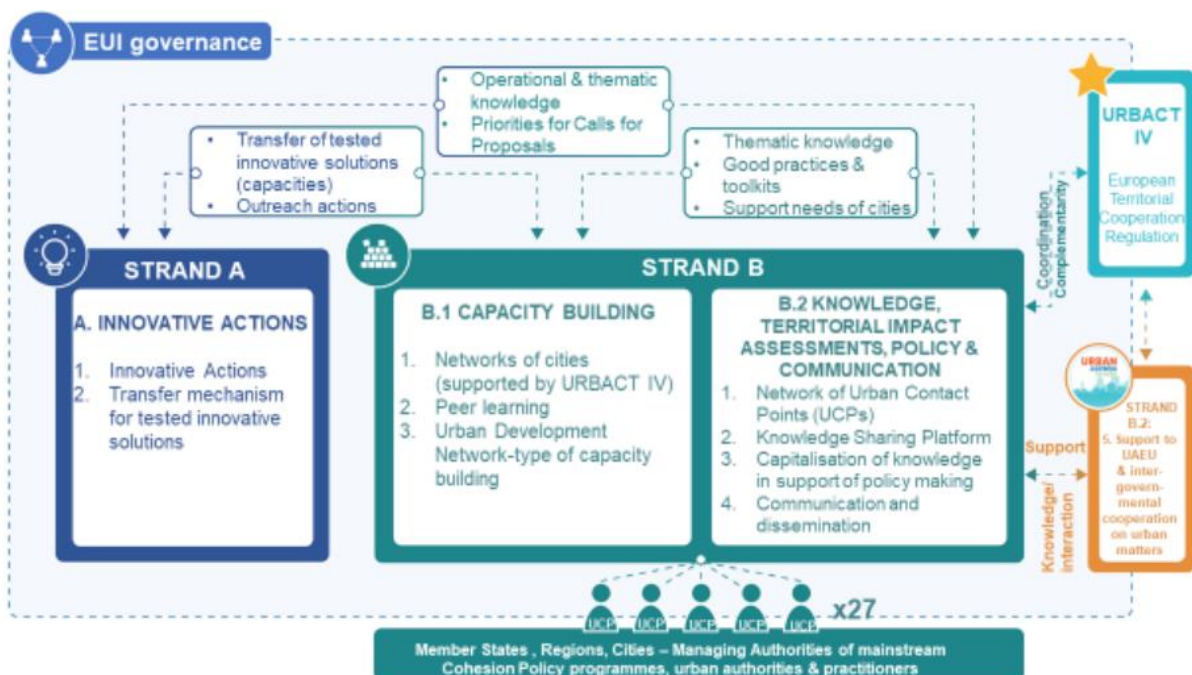 EUI governance
• Operational & thematic
knowledge
• Priorities for Calls for
Proposals
• Transfer of tested
innovative solutions
(capacities)
• Outreach actions
• Thematic knowledge
• Good practices &
toolkits
• Support needs of cities
URBACT
IV
European
Territorial
Cooperation
Regulation
Coordination
Complementarity
STRAND A
A. INNOVATIVE ACTIONS
1. Innovative Actions
2. Transfer mechanism
for tested innovative
solutions
STRAND B
B.1 CAPACITY BUILDING
1. Networks of cities
(supported by URBACT IV)
2. Peer learning
3. Urban Development
Network-type of capacity
building
B.2 KNOWLEDGE,
TERRITORIAL IMPACT
ASSESSMENTS, POLICY &
COMMUNICATION
1. Network of Urban Contact
Points (UCPs)
2. Knowledge Sharing Platform
3. Capitalisation of knowledge
in support of policy making
4. Communication and
dissemination
Support
Knowledge/
interaction
URBAN
AGENDA
STRAND
B.2:
5. Support to
UAEU
& inter-
govern-
mental
cooperation
on urban
matters
UCP UCP UCP UCP UCP x27
Member States , Regions, Cities – Managing Authorities of mainstream
Cohesion Policy programmes, urban authorities & practitioners